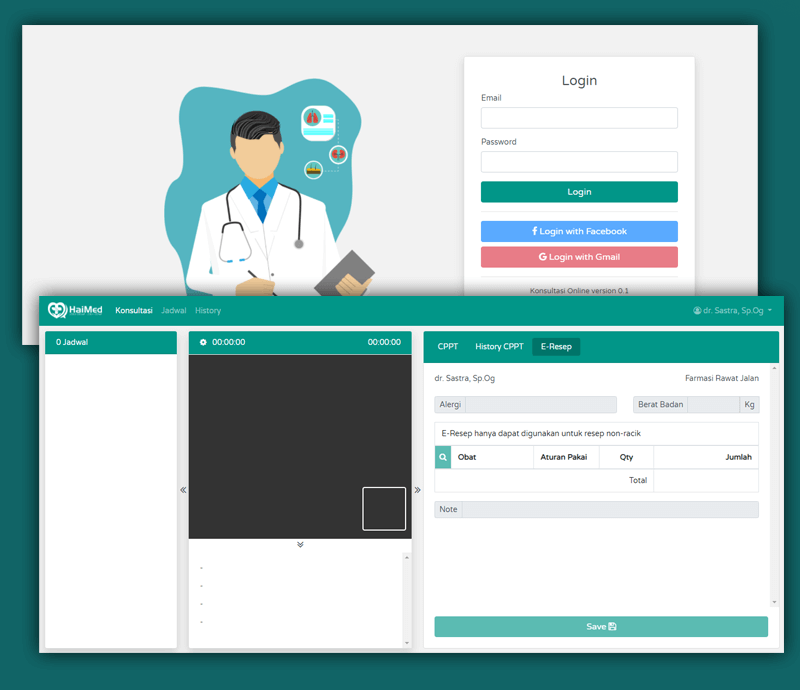 Login
Email
Password
Login
Login with Facebook
G Login with Gmail
Konsultasi Online version 0.1
HaiMed Konsultasi Jadwal History dr. Sastra, Sp.Og
0 Jadwal
00:00:00 00:00:00
CPPT History CPPT E-Resep
dr. Sastra, Sp.Og Farmasi Rawat Jalan
Alergi Berat Badan Kg
E-Resep hanya dapat digunakan untuk resep non-racik
Obat Aturan Pakai Qty Jumlah
Total
Note
-
-
-
-
Save